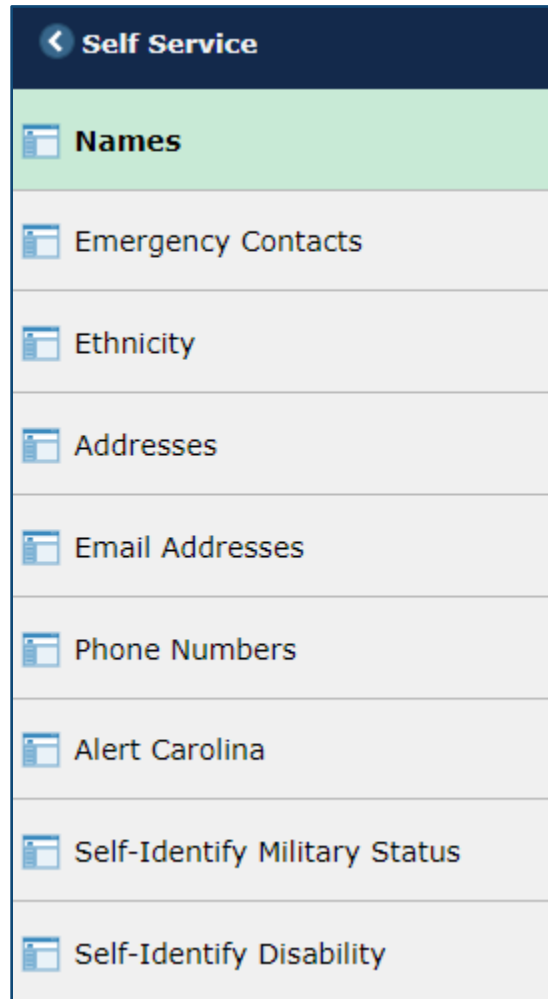 Self Service
Names
Emergency Contacts
Ethnicity
Addresses
Email Addresses
Phone Numbers
Alert Carolina
Self-Identify Military Status
Self-Identify Disability